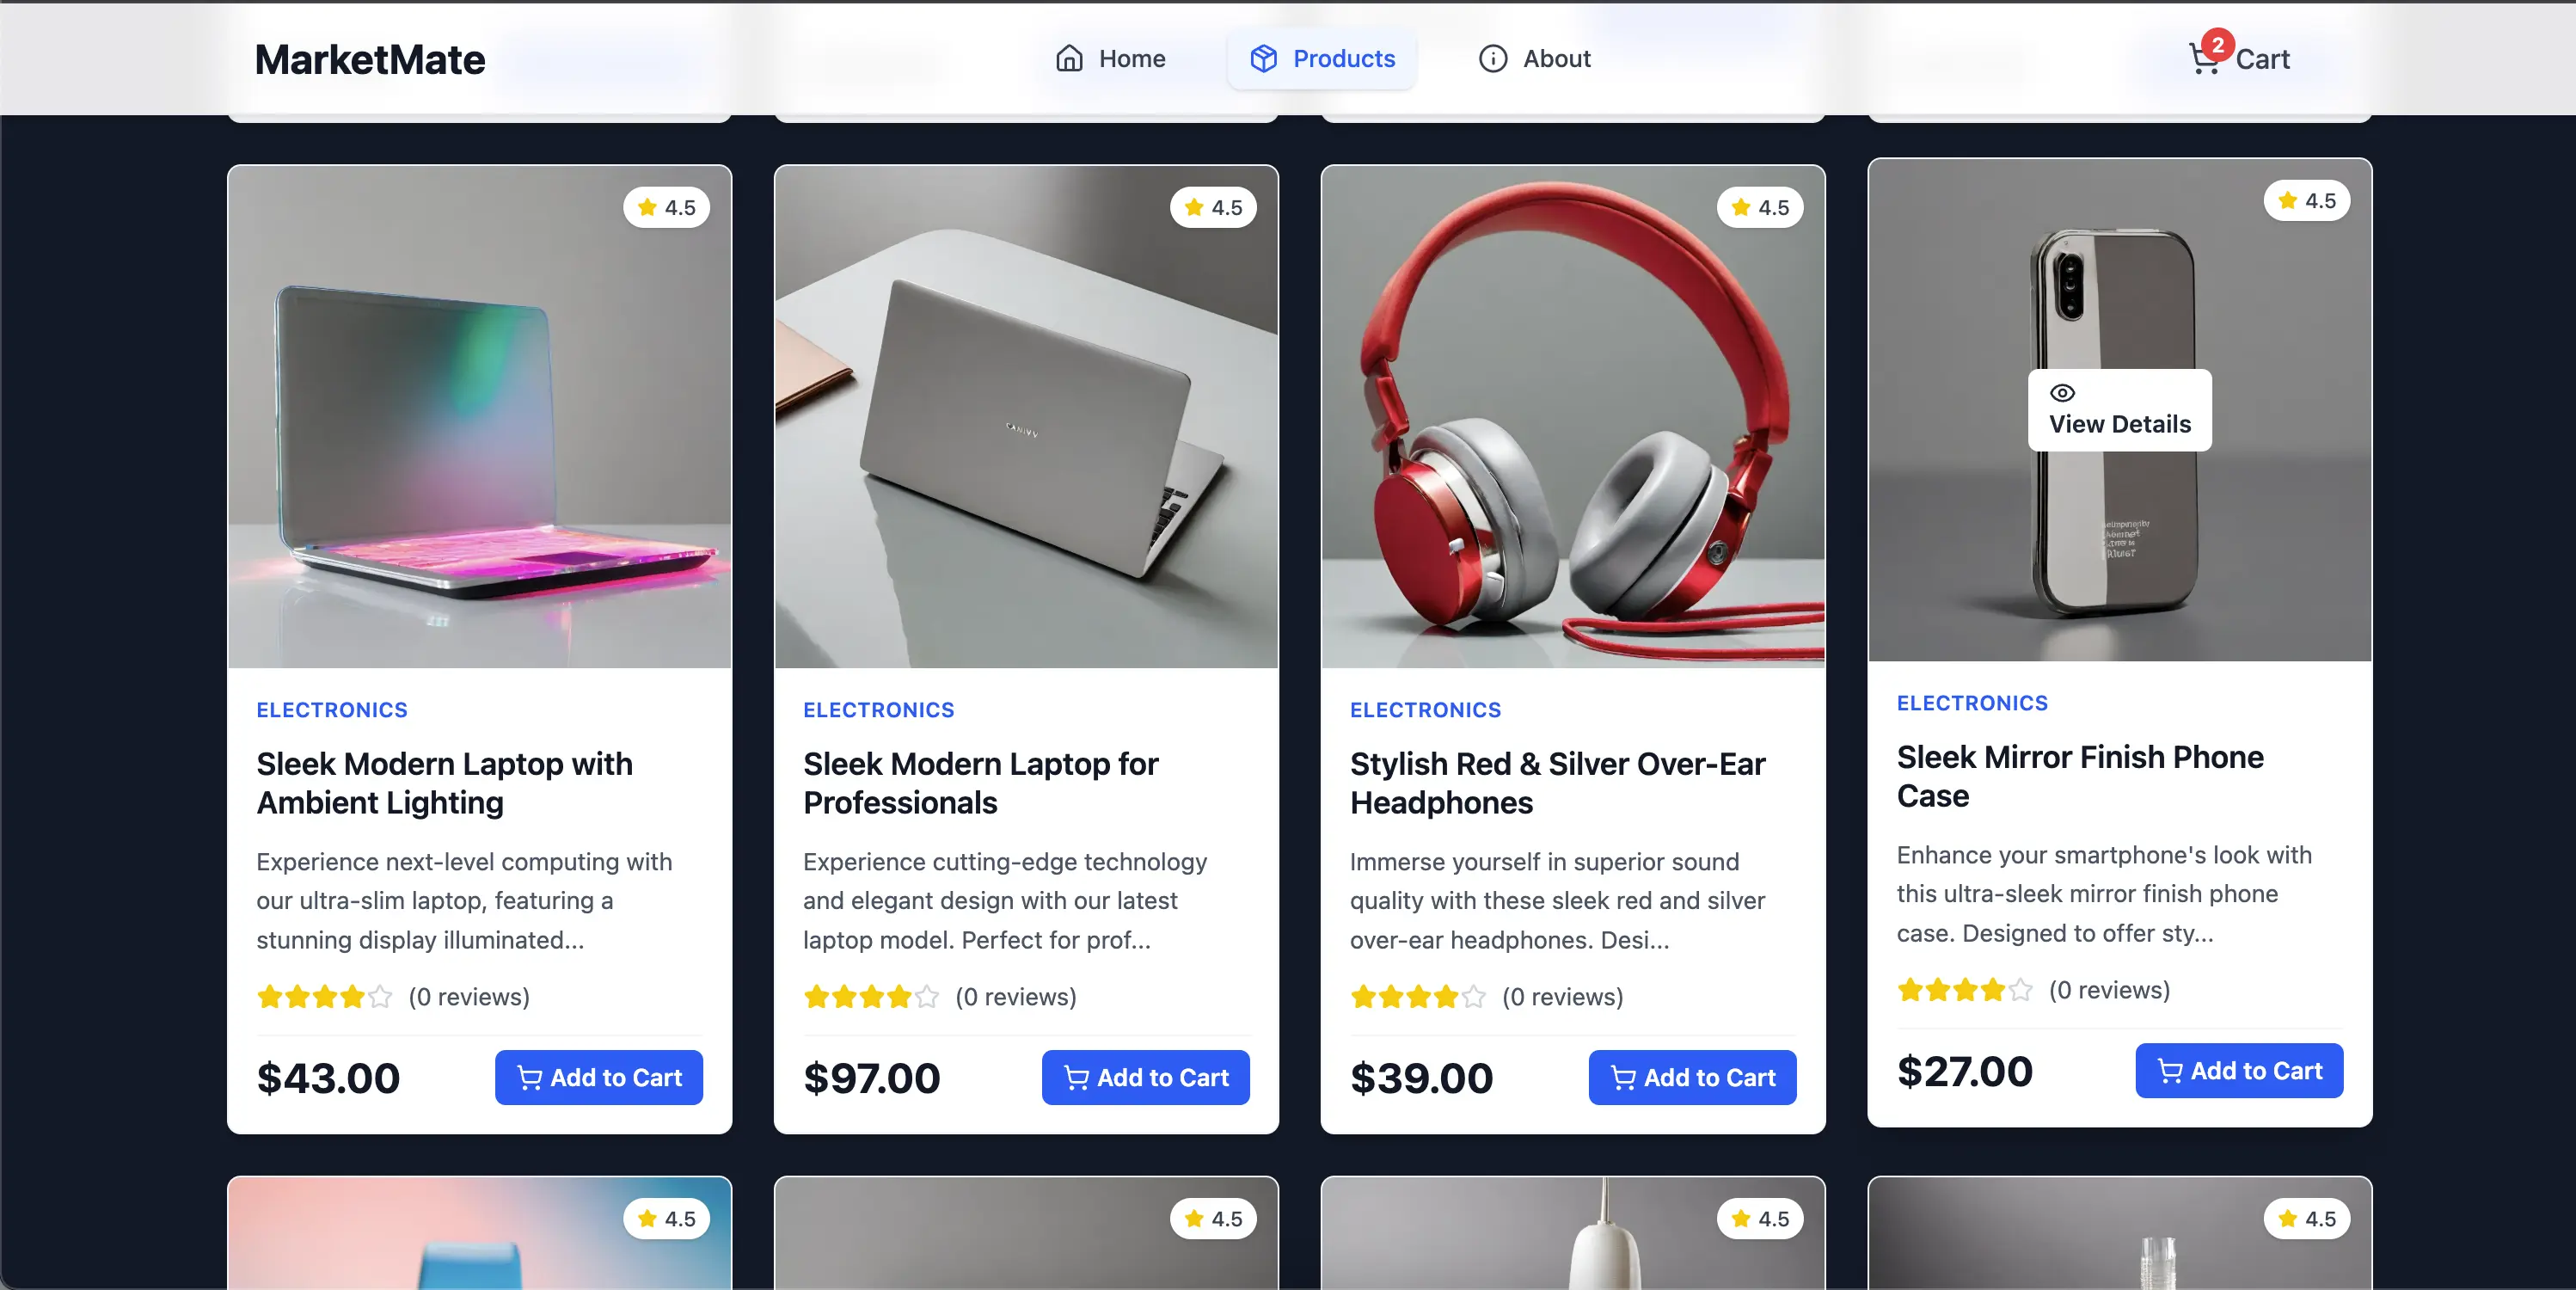 MarketMate
Home
Products
About
2
Cart
4.5
4.5
4.5
4.5
View Details
ELECTRONICS
Sleek Modern Laptop with
Ambient Lighting
Experience next-level computing with
our ultra-slim laptop, featuring a
stunning display illuminated...
(0 reviews)
$43.00
Add to Cart
ELECTRONICS
Sleek Modern Laptop for
Professionals
Experience cutting-edge technology
and elegant design with our latest
laptop model. Perfect for prof...
(0 reviews)
$97.00
Add to Cart
ELECTRONICS
Stylish Red & Silver Over-Ear
Headphones
Immerse yourself in superior sound
quality with these sleek red and silver
over-ear headphones. Desi...
(0 reviews)
$39.00
Add to Cart
ELECTRONICS
Sleek Mirror Finish Phone
Case
Enhance your smartphone's look with
this ultra-sleek mirror finish phone
case. Designed to offer sty...
(0 reviews)
$27.00
Add to Cart
4.5
4.5
4.5
4.5